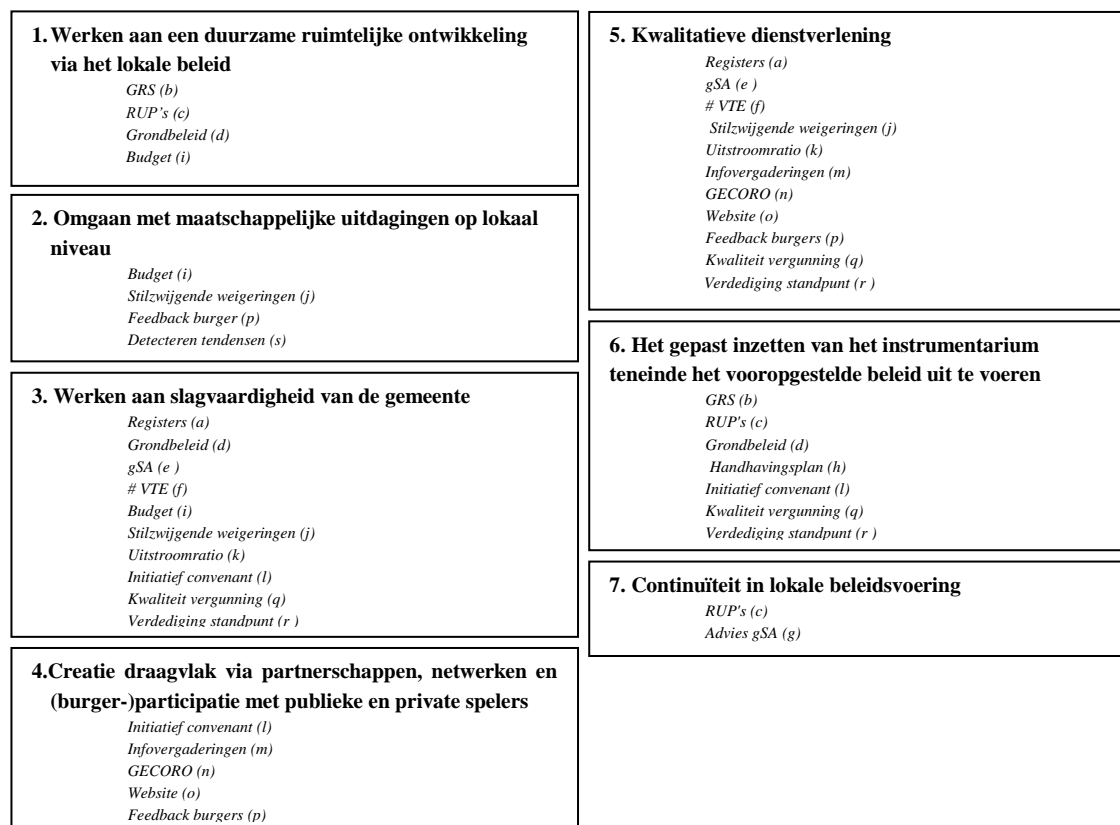 1. Werken aan een duurzame ruimtelijke ontwikkeling
via het lokale beleid
GRS (b)
RUP's (c)
Grondbeleid (d)
Budget (i)
2. Omgaan met maatschappelijke uitdagingen op lokaal
niveau
Budget (i)
Stilzwijgende weigeringen (j)
Feedback burger (p)
Detecteren tendensen (s)
3. Werken aan slagvaardigheid van de gemeente
Registers (a)
Grondbeleid (d)
gSA (e )
# VTE (f)
Budget (i)
Stilzwijgende weigeringen (j)
Uitstroomratio (k)
Initiatief convenant (l)
Kwaliteit vergunning (q)
Verdediging standpunt (r )
4.Creatie draagvlak via partnerschappen, netwerken en
(burger-)participatie met publieke en private spelers
Initiatief convenant (l)
Infovergaderingen (m)
GECORO (n)
Website (o)
Feedback burgers (p)
5. Kwalitatieve dienstverlening
Registers (a)
gSA (e )
# VTE (f)
Stilzwijgende weigeringen (j)
Uitstroomratio (k)
Infovergaderingen (m)
GECORO (n)
Website (o)
Feedback burgers (p)
Kwaliteit vergunning (q)
Verdediging standpunt (r )
6. Het gepast inzetten van het instrumentarium
teneinde het vooropgestelde beleid uit te voeren
GRS (b)
RUP's (c)
Grondbeleid (d)
Handhavingsplan (h)
Initiatief convenant (l)
Kwaliteit vergunning (q)
Verdediging standpunt (r )
7. Continuïteit in lokale beleidsvoering
RUP's (c)
Advies gSA (g)